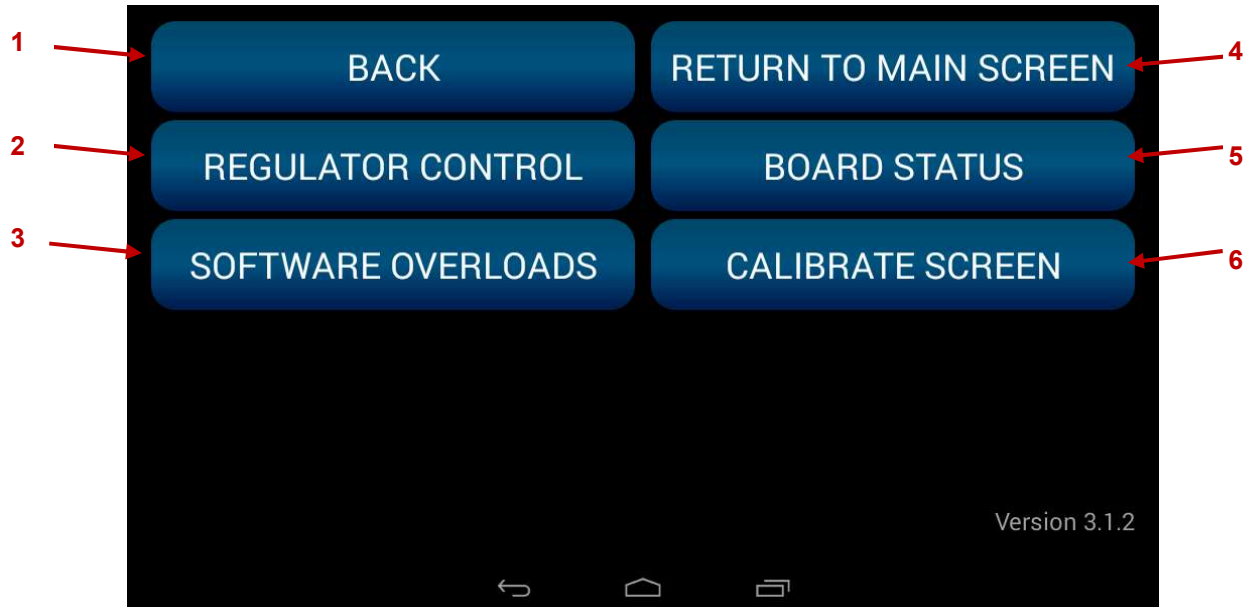 1
BACK
RETURN TO MAIN SCREEN
4
2
REGULATOR CONTROL
BOARD STATUS
5
3
SOFTWARE OVERLOADS
CALIBRATE SCREEN
6
Version 3.1.2